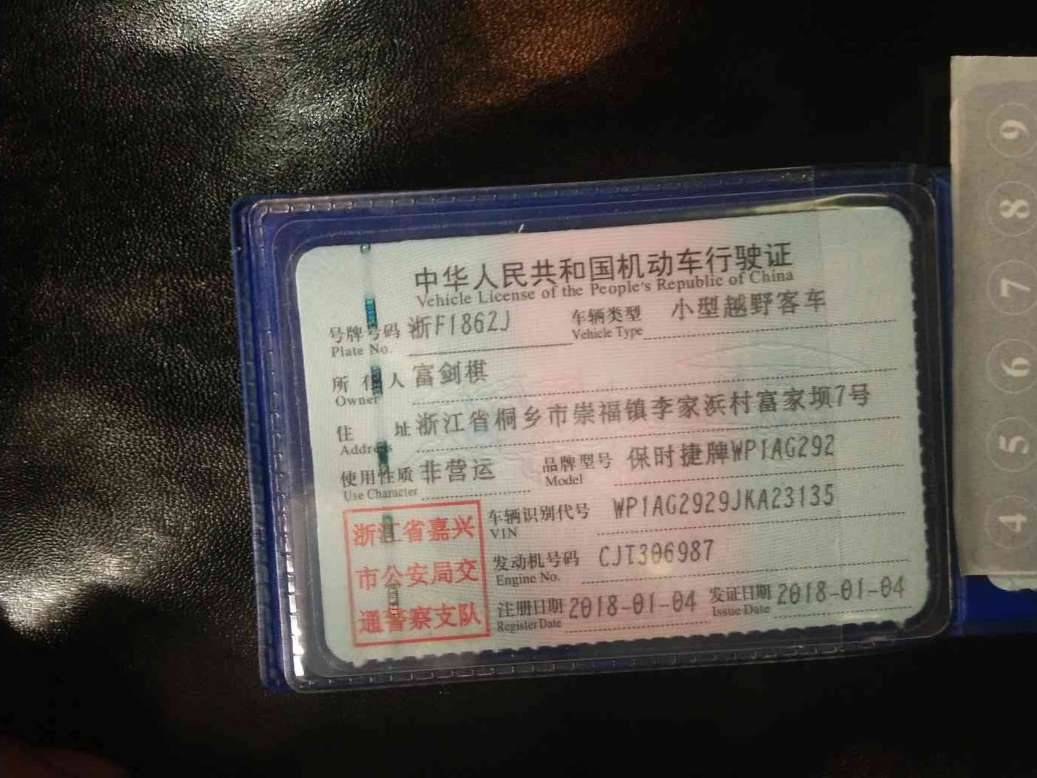 中华人民共和国机动车行驶证
Vehicle License of the People's Republic of China
号牌号码 浙F1862J 车辆类型 小型越野客车
Plate No. Vehicle Type
所有人 富剑棋
Owner
住址 浙江省桐乡市崇福镇李家浜村富家坝7号
Address
使用性质 非营运 品牌型号 保时捷牌WP1AG292
Use Character Model
浙江省嘉兴
市公安局交
通警察支队
车辆识别代号 WP1AG2929JKA23135
VIN
发动机号码 CJT306987
Engine No.
注册日期 2018-01-04 发证日期 2018-01-04
Register Date Issue Date
9
8
7
6
5
4